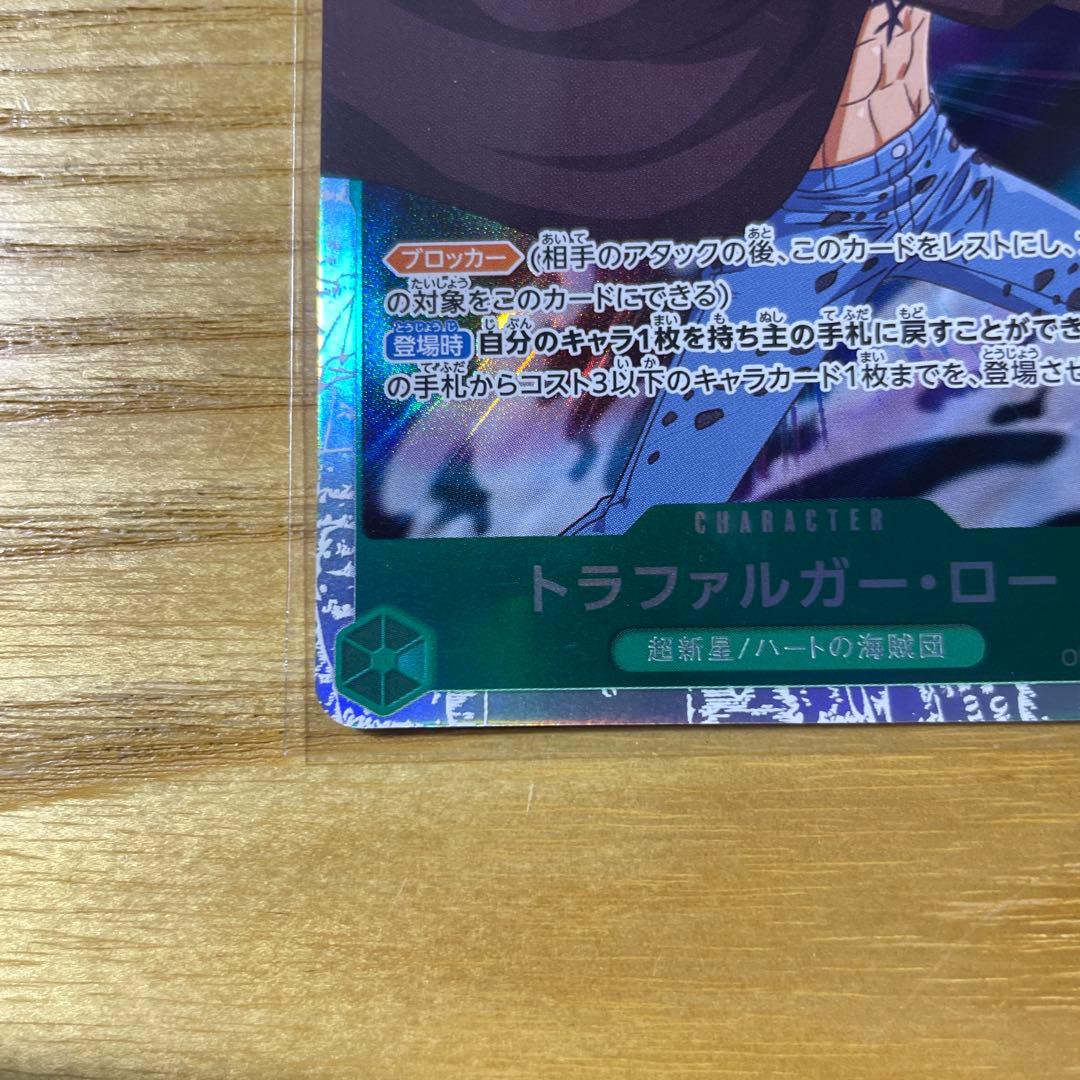 ブロッカー (相手のアタックの後、このカードをレストにし、
の対象をこのカードにできる)
登場時 自分のキャラ1枚を持ち主の手札に戻すことができ
の手札からコスト3以下のキャラカード1枚までを、登場させ
CHARACTER
トラファルガー・ロー
超新星/ハートの海賊団
O